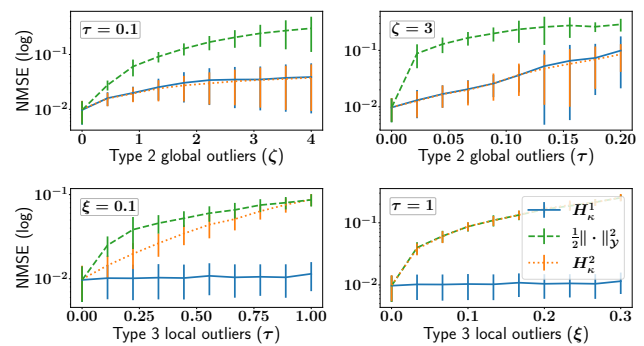 τ = 0.1
NMSE (log)
10⁻¹
10⁻²
0 1 2 3 4
Type 2 global outliers (ζ)
ζ = 3
10⁻¹
10⁻²
0.00 0.05 0.10 0.15 0.20
Type 2 global outliers (τ)
ξ = 0.1
NMSE (log)
10⁻¹
10⁻²
0.00 0.25 0.50 0.75 1.00
Type 3 local outliers (τ)
τ = 1
10⁻¹
10⁻²
0.0 0.1 0.2 0.3
Type 3 local outliers (ξ)
H¹_κ
½‖·‖²_𝒴
H²_κ